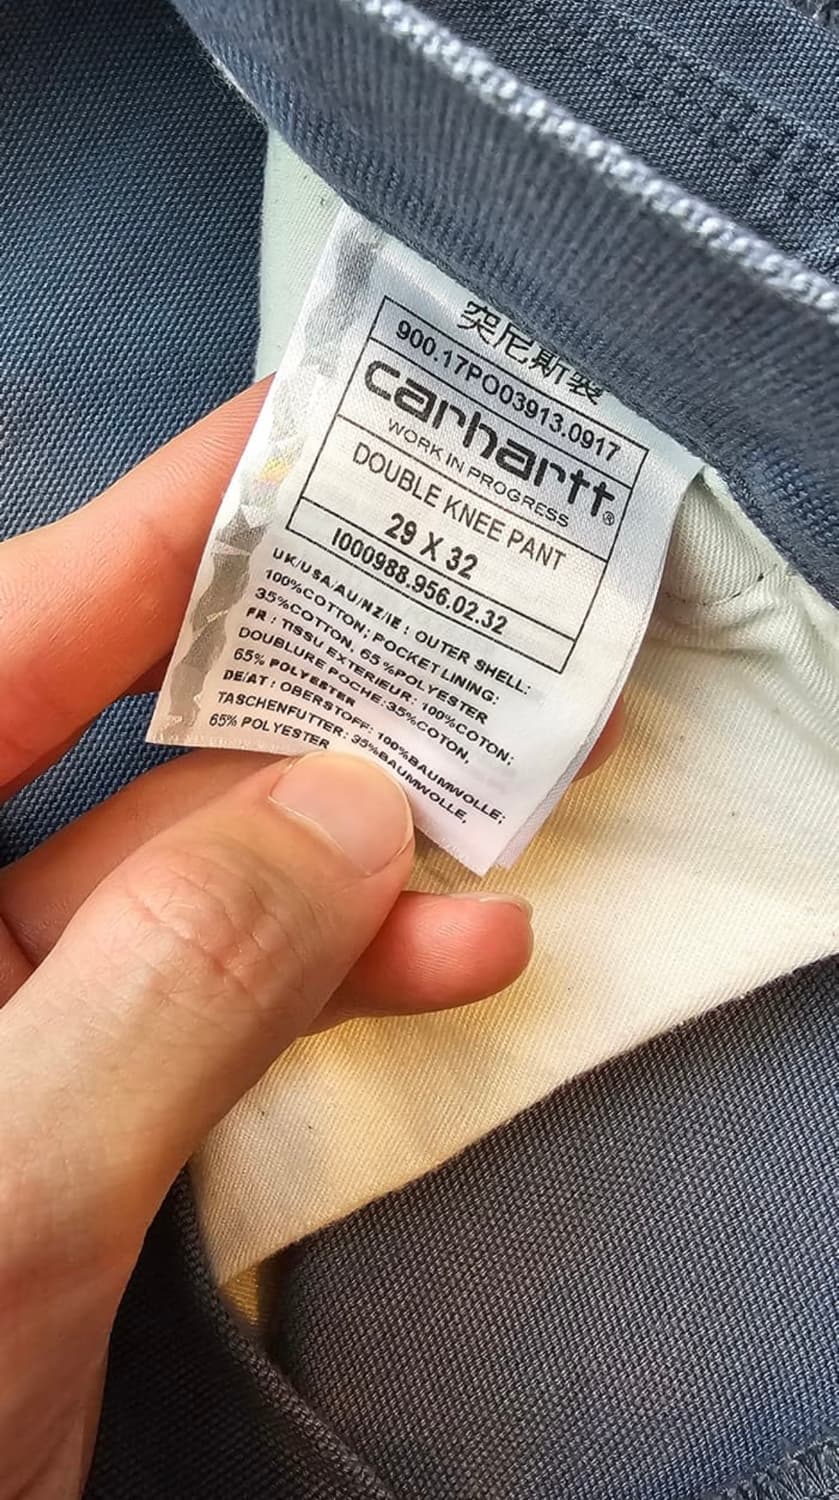 突尼斯製
900.17PO03913.0917
carhartt®
WORK IN PROGRESS
DOUBLE KNEE PANT
29 X 32
I000988.956.02.32
UK/USA/AU/NZ/IE : OUTER SHELL:
100%COTTON; POCKET LINING:
35%COTTON, 65%POLYESTER
FR : TISSU EXTERIEUR: 100%COTON;
DOUBLURE POCHE:35%COTON,
65% POLYESTER
DE/AT : OBERSTOFF: 100%BAUMWOLLE;
TASCHENFUTTER: 35%BAUMWOLLE,
65% POLYESTER